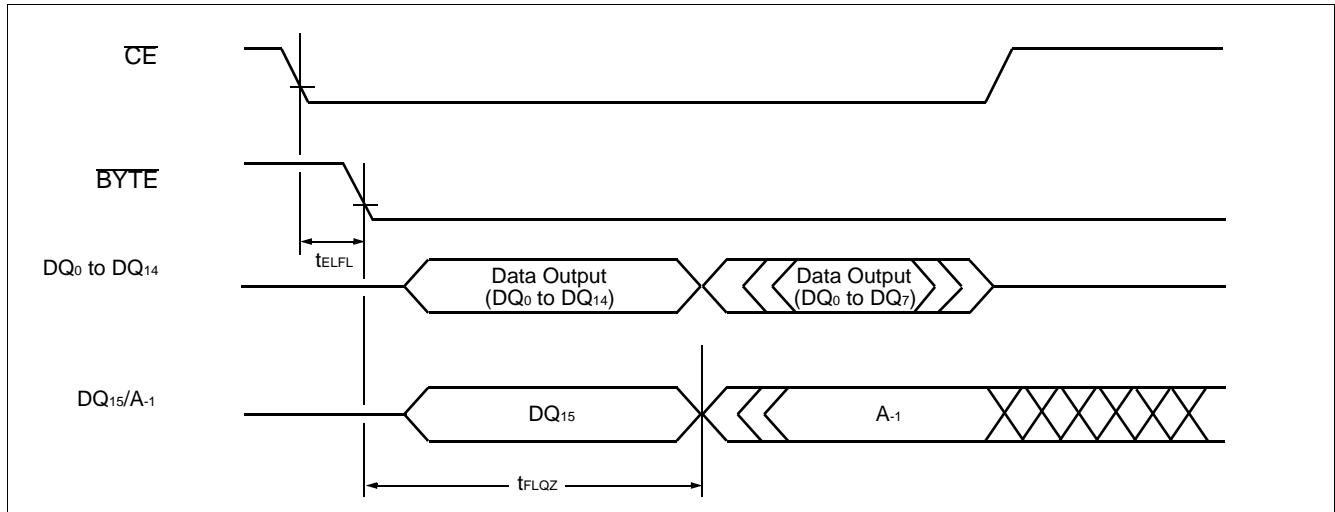 CE
BYTE
tELFL
DQ0 to DQ14
Data Output
(DQ0 to DQ14)
Data Output
(DQ0 to DQ7)
DQ15/A-1
DQ15
A-1
tFLQZ